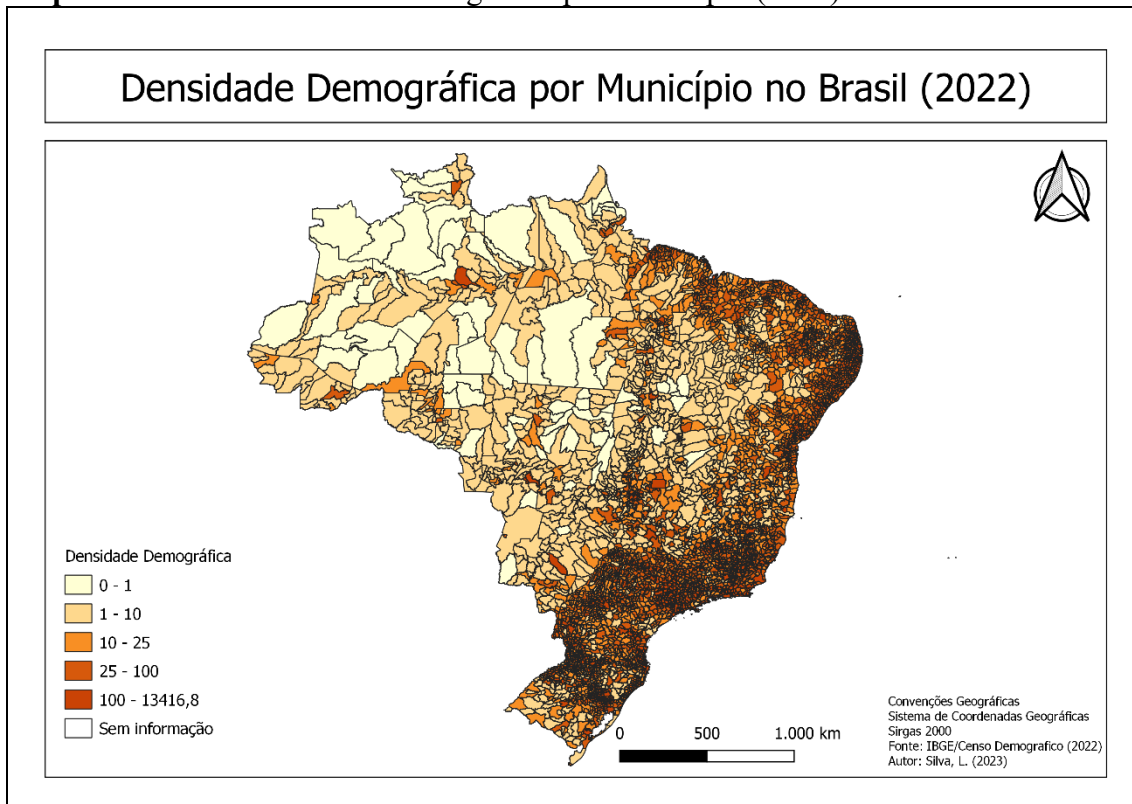 Densidade Demográfica por Município no Brasil (2022)
Densidade Demográfica
0 - 1
1 - 10
10 - 25
25 - 100
100 - 13416,8
Sem informação
0 500 1.000 km
Convenções Geográficas
Sistema de Coordenadas Geográficas
Sirgas 2000
Fonte: IBGE/Censo Demografico (2022)
Autor: Silva, L. (2023)